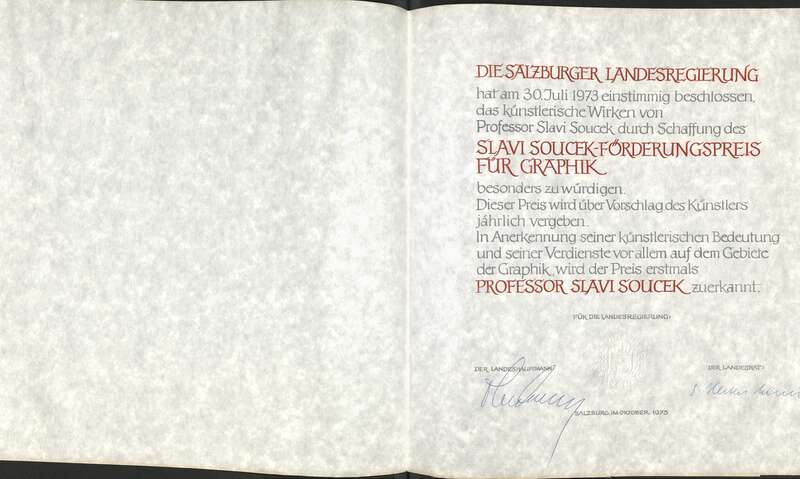 DIE SALZBURGER LANDESREGIERUNG
hat am 30. Juli 1973 einstimmig beschlossen,
das künstlerische Wirken von
Professor Slavi Soucek durch Schaffung des
SLAVI SOUCEK-FÖRDERUNGSPREIS
FÜR GRAPHIK
besonders zu würdigen.
Dieser Preis wird über Vorschlag des Künstlers
jährlich vergeben.
In Anerkennung seiner künstlerischen Bedeutung
und seiner Verdienste vor allem auf dem Gebiete
der Graphik, wird der Preis erstmals
PROFESSOR SLAVI SOUCEK zuerkannt.
FÜR DIE LANDESREGIERUNG:
DER LANDESHAUPTMANN: DER LANDESRAT:
SALZBURG, IM OKTOBER 1973